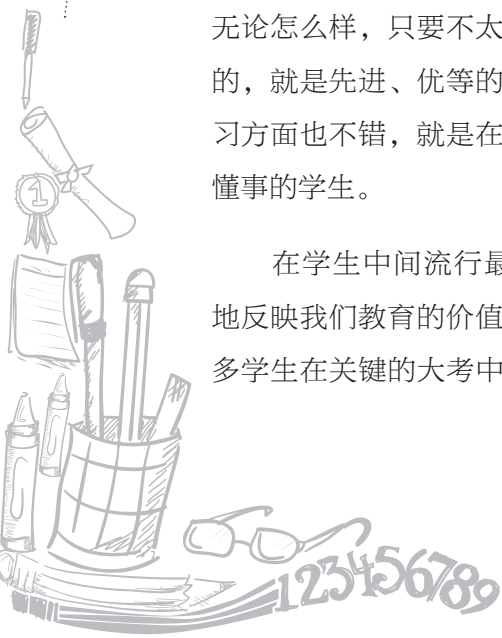 无论怎么样，只要不太
的，就是先进、优等的
习方面也不错，就是在
懂事的学生。
在学生中间流行最
地反映我们教育的价值
多学生在关键的大考中
1
123456789